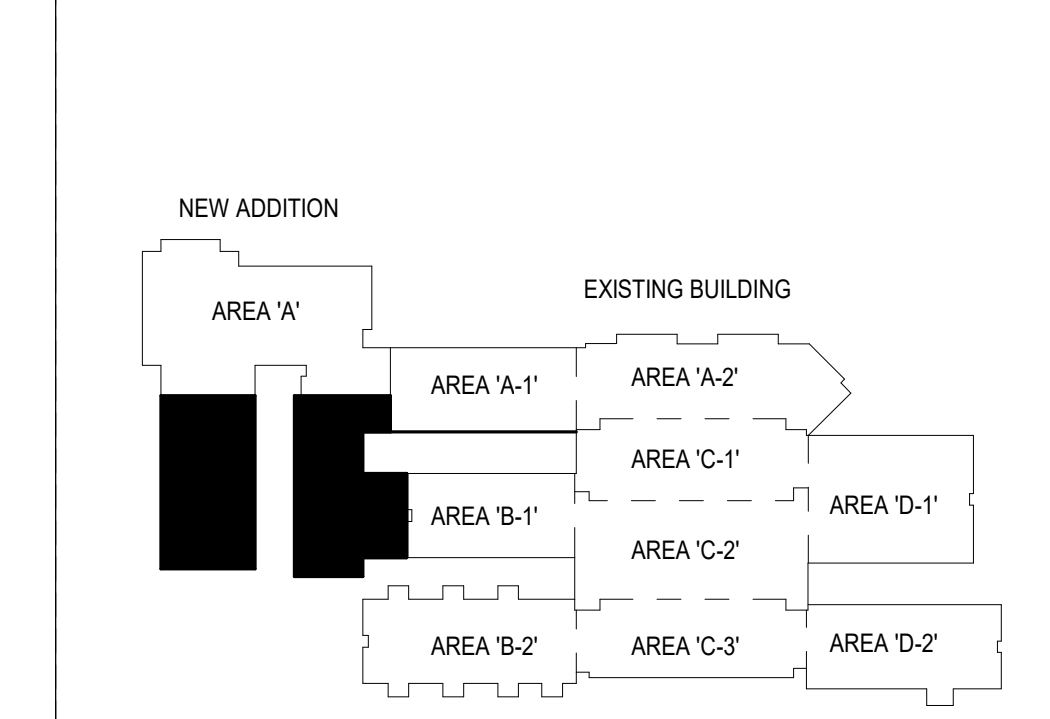 NEW ADDITION
EXISTING BUILDING
AREA 'A'
AREA 'A-1'
AREA 'A-2'
AREA 'C-1'
AREA 'D-1'
AREA 'B-1'
AREA 'C-2'
AREA 'B-2'
AREA 'C-3'
AREA 'D-2'